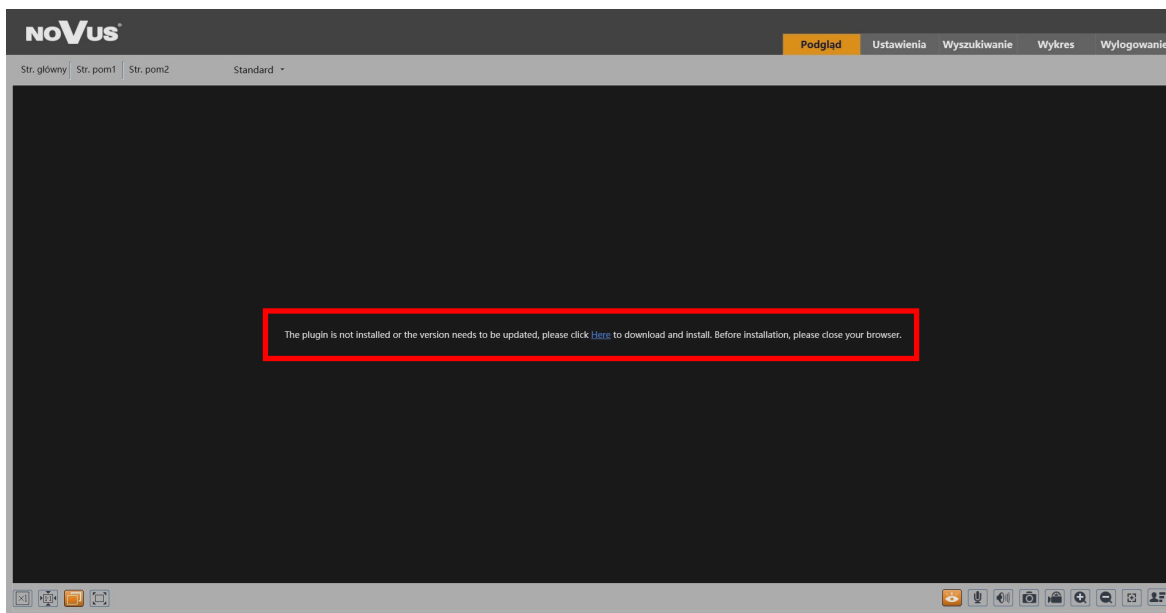 NOVUS
Podgląd Ustawienia Wyszukiwanie Wykres Wylogowanie
Str. główny Str. pom1 Str. pom2 Standard
The plugin is not installed or the version needs to be updated, please click Here to download and install. Before installation, please close your browser.